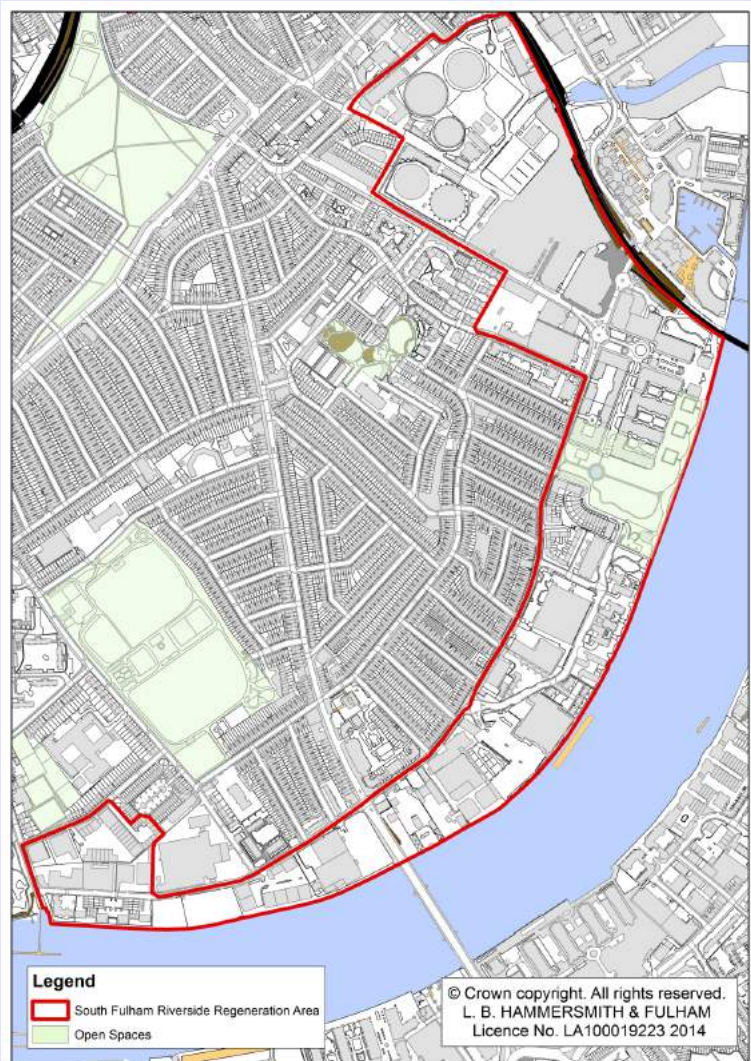 Legend
South Fulham Riverside Regeneration Area
Open Spaces
© Crown copyright. All rights reserved.
L. B. HAMMERSMITH & FULHAM
Licence No. LA100019223 2014